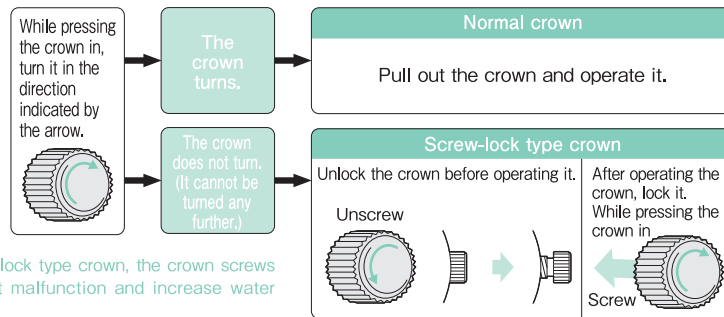 While pressing
the crown in,
turn it in the
direction
indicated by
the arrow.
The
crown
turns.
Normal crown
Pull out the crown and operate it.
The crown
does not turn.
(It cannot be
turned any
further.)
Screw-lock type crown
Unlock the crown before operating it.
Unscrew
After operating the
crown, lock it.
While pressing the
crown in
Screw
lock type crown, the crown screws
malfunction and increase water